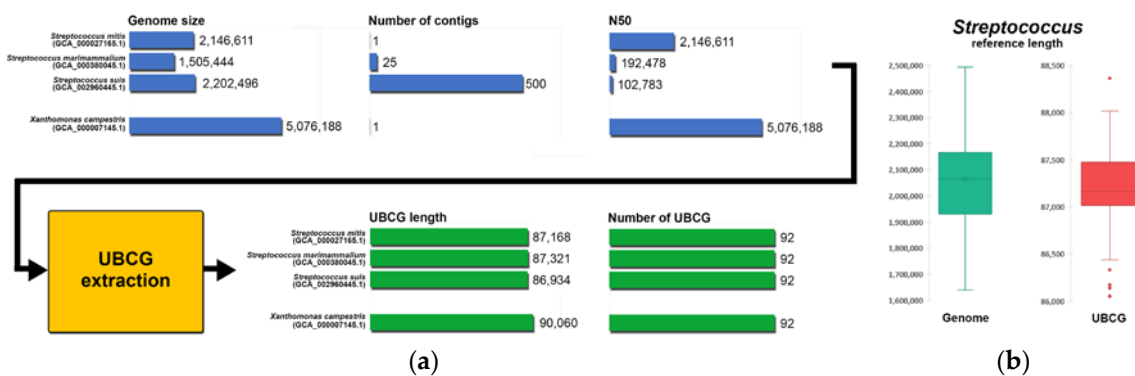 Genome size
Number of contigs
N50
Streptococcus mitis
(GCA_000027165.1)
2,146,611
1
2,146,611
Streptococcus marimammalium
(GCA_000380045.1)
1,505,444
25
192,478
Streptococcus suis
(GCA_002960445.1)
2,202,496
500
102,783
Xanthomonas campestris
(GCA_000007145.1)
5,076,188
1
5,076,188
UBCG
extraction
UBCG length
Number of UBCG
Streptococcus mitis
(GCA_000027165.1)
87,168
92
Streptococcus marimammalium
(GCA_000380045.1)
87,321
92
Streptococcus suis
(GCA_002960445.1)
86,934
92
Xanthomonas campestris
(GCA_000007145.1)
90,060
92
(a)
Streptococcus
reference length
2,500,000
2,400,000
2,300,000
2,200,000
2,100,000
2,000,000
1,900,000
1,800,000
1,700,000
1,600,000
Genome
88,500
88,000
87,500
87,000
86,500
86,000
UBCG
(b)